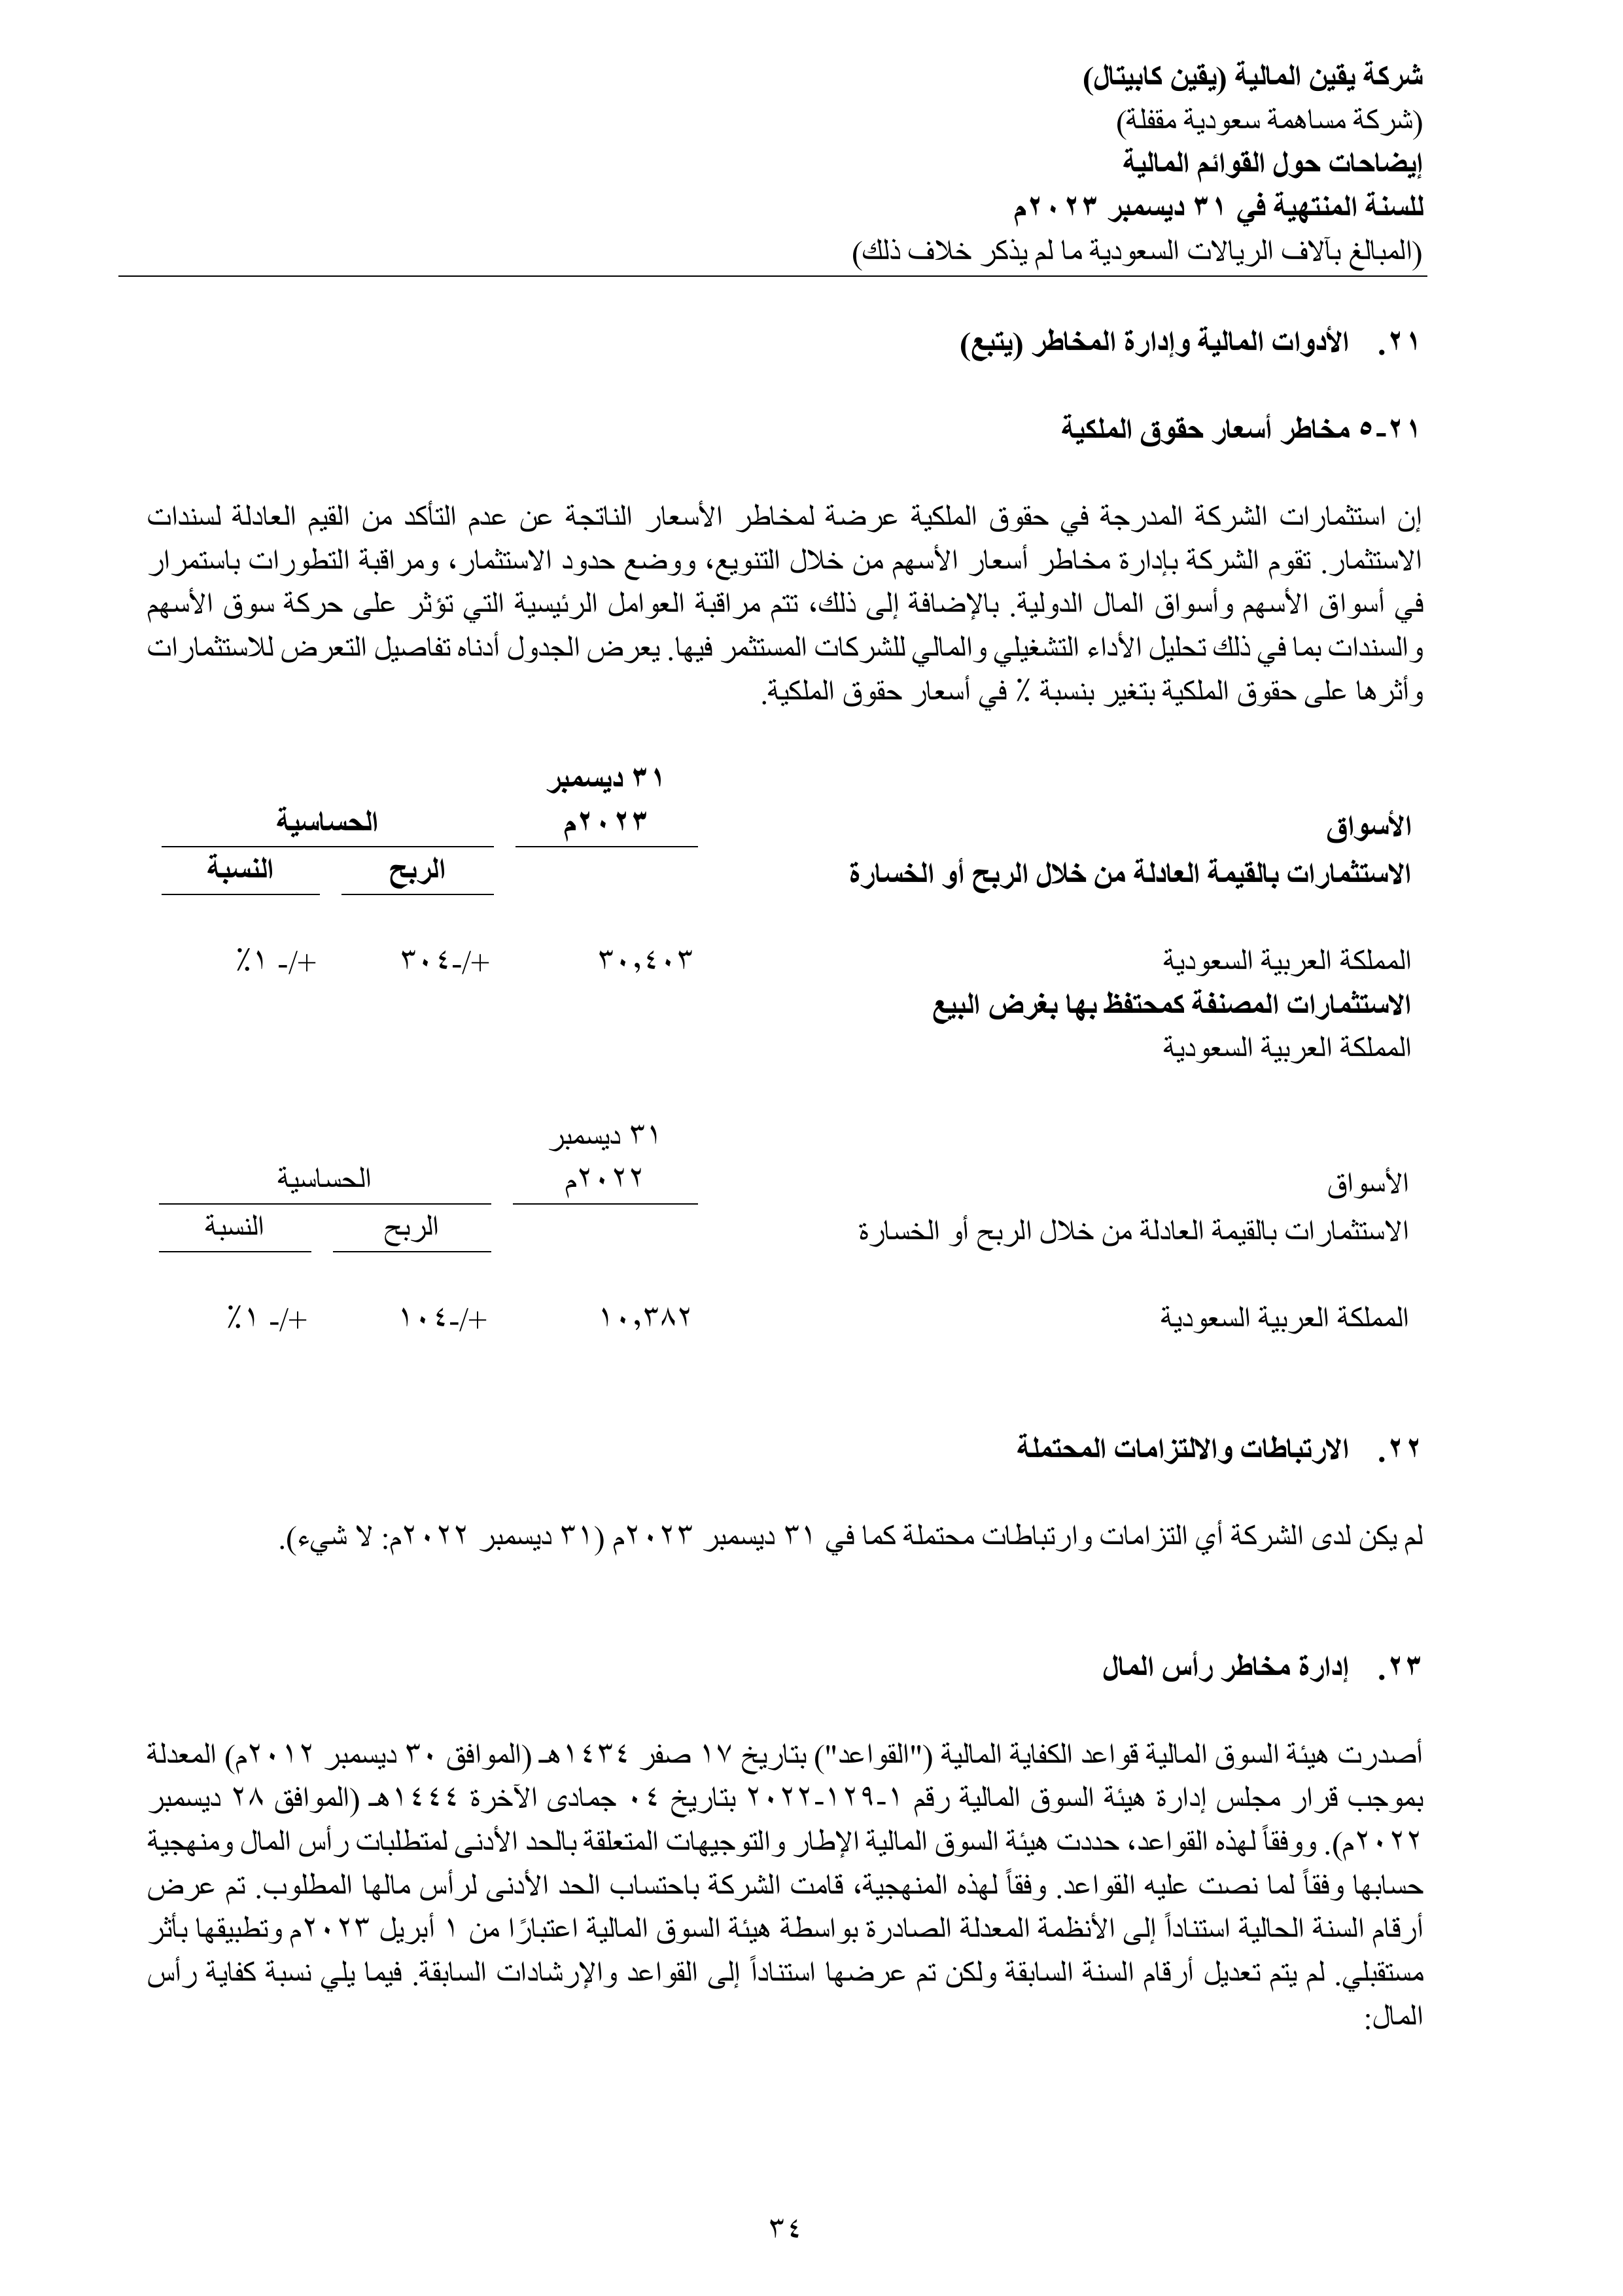 شركة يقين المالية (يقين كابيتال)
(شركة مساهمة سعودية مقفلة)
إيضاحات حول القوائم المالية
للسنة المنتهية في ٣١ ديسمبر ٢٠٢٣م
(المبالغ بآلاف الريالات السعودية ما لم يذكر خلاف ذلك)
٢١. الأدوات المالية وإدارة المخاطر (يتبع)
٢١-٥ مخاطر أسعار حقوق الملكية
إن استثمارات الشركة المدرجة في حقوق الملكية عرضة لمخاطر الأسعار الناتجة عن عدم التأكد من القيم العادلة لسندات
الاستثمار. تقوم الشركة بإدارة مخاطر أسعار الأسهم من خلال التنويع، ووضع حدود الاستثمار، ومراقبة التطورات باستمرار
في أسواق الأسهم وأسواق المال الدولية. بالإضافة إلى ذلك، تتم مراقبة العوامل الرئيسية التي تؤثر على حركة سوق الأسهم
والسندات بما في ذلك تحليل الأداء التشغيلي والمالي للشركات المستثمر فيها. يعرض الجدول أدناه تفاصيل التعرض للاستثمارات
وأثرها على حقوق الملكية بتغير بنسبة ٪ في أسعار حقوق الملكية.
٣١ ديسمبر
الأسواق ٢٠٢٣م الحساسية
الاستثمارات بالقيمة العادلة من خلال الربح أو الخسارة الربح النسبة
المملكة العربية السعودية ٣٠,٤٠٣ +/-٣٠٤ +/- ١٪
الاستثمارات المصنفة كمحتفظ بها بغرض البيع
المملكة العربية السعودية
٣١ ديسمبر
الأسواق ٢٠٢٢م الحساسية
الاستثمارات بالقيمة العادلة من خلال الربح أو الخسارة الربح النسبة
المملكة العربية السعودية ١٠,٣٨٢ +/-١٠٤ +/- ١٪
٢٢. الارتباطات والالتزامات المحتملة
لم يكن لدى الشركة أي التزامات وارتباطات محتملة كما في ٣١ ديسمبر ٢٠٢٣م (٣١ ديسمبر ٢٠٢٢م: لا شيء).
٢٣. إدارة مخاطر رأس المال
أصدرت هيئة السوق المالية قواعد الكفاية المالية ("القواعد") بتاريخ ١٧ صفر ١٤٣٤هـ (الموافق ٣٠ ديسمبر ٢٠١٢م) المعدلة
بموجب قرار مجلس إدارة هيئة السوق المالية رقم ١-١٢٩-٢٠٢٢ بتاريخ ٠٤ جمادى الآخرة ١٤٤٤هـ (الموافق ٢٨ ديسمبر
٢٠٢٢م). ووفقاً لهذه القواعد، حددت هيئة السوق المالية الإطار والتوجيهات المتعلقة بالحد الأدنى لمتطلبات رأس المال ومنهجية
حسابها وفقاً لما نصت عليه القواعد. وفقاً لهذه المنهجية، قامت الشركة باحتساب الحد الأدنى لرأس مالها المطلوب. تم عرض
أرقام السنة الحالية استناداً إلى الأنظمة المعدلة الصادرة بواسطة هيئة السوق المالية اعتبارًا من ١ أبريل ٢٠٢٣م وتطبيقها بأثر
مستقبلي. لم يتم تعديل أرقام السنة السابقة ولكن تم عرضها استناداً إلى القواعد والإرشادات السابقة. فيما يلي نسبة كفاية رأس
المال:
٣٤